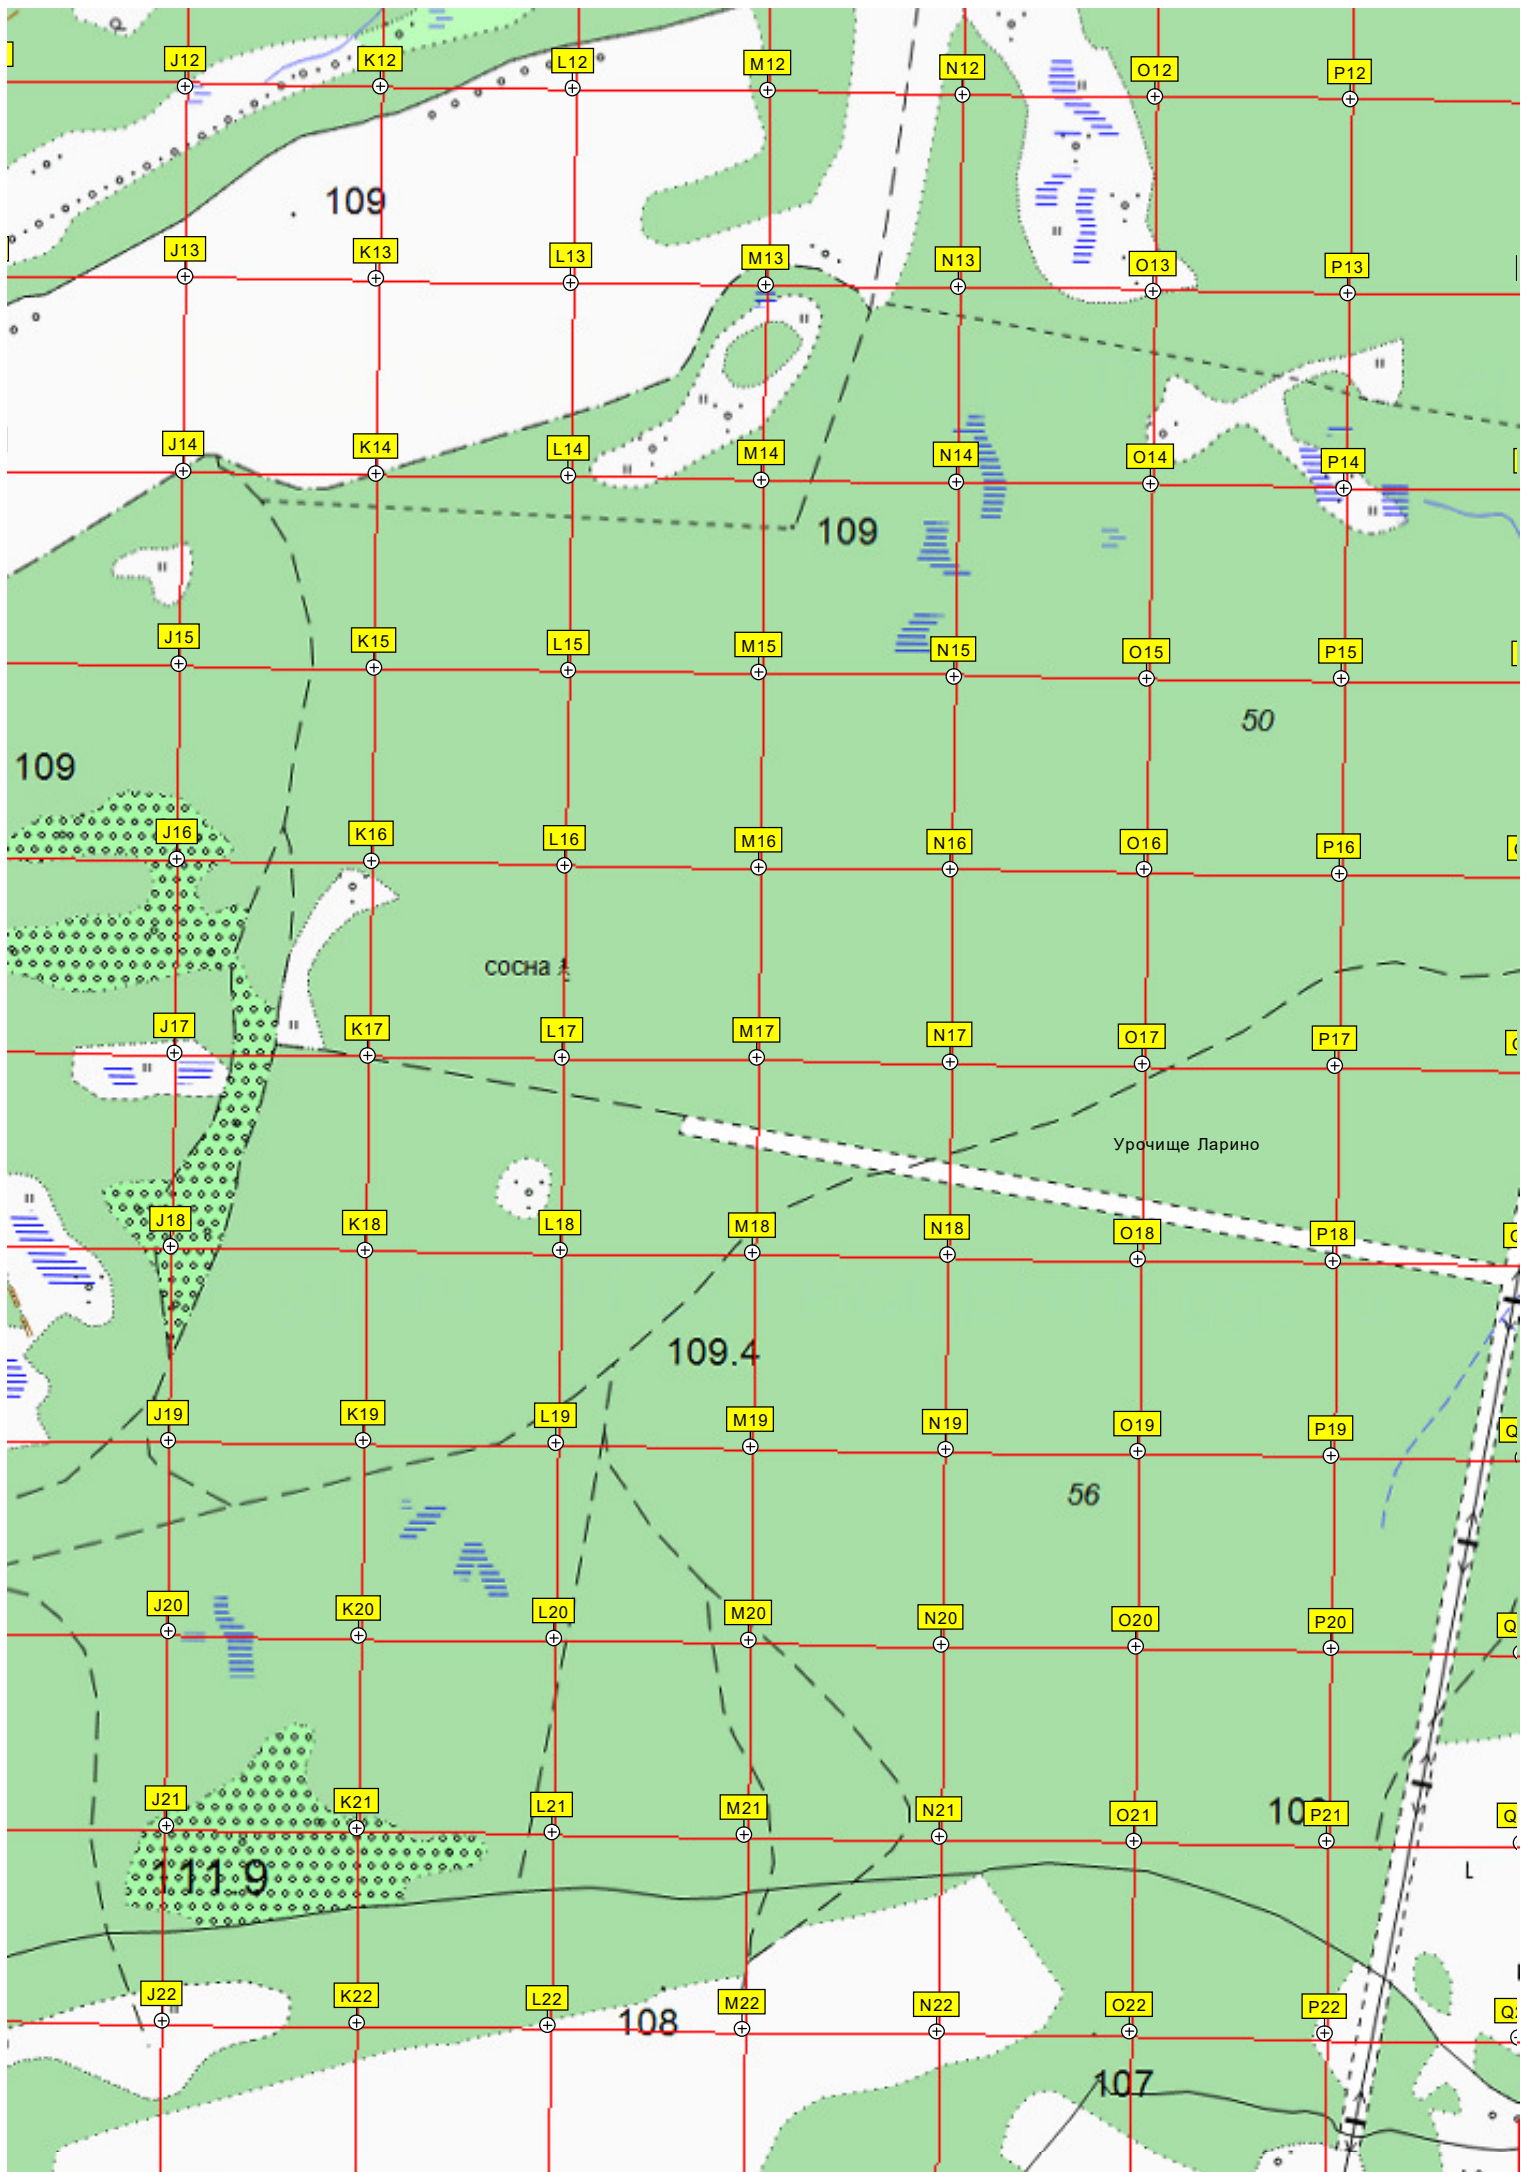 J12 K12 L12 M12 N12 O12 P12
109
J13 K13 L13 M13 N13 O13 P13
J14 K14 L14 M14 N14 O14 P14
109
J15 K15 L15 M15 N15 O15 P15
50
109
J16 K16 L16 M16 N16 O16 P16
сосна
J17 K17 L17 M17 N17 O17 P17
Урочище Ларино
J18 K18 L18 M18 N18 O18 P18
109.4
J19 K19 L19 M19 N19 O19 P19
56
J20 K20 L20 M20 N20 O20 P20
J21 K21 L21 M21 N21 O21 P21
111.9
J22 K22 L22 M22 N22 O22 P22
108
107